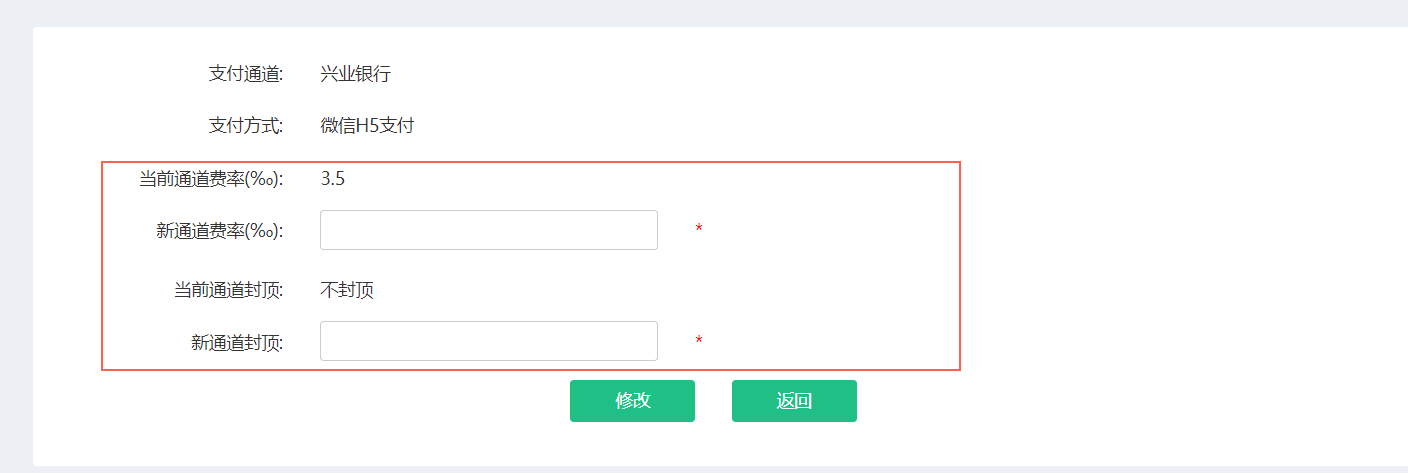 支付通道: 兴业银行
支付方式: 微信H5支付
当前通道费率(‰): 3.5
新通道费率(‰): *
当前通道封顶: 不封顶
新通道封顶: *
修改 返回